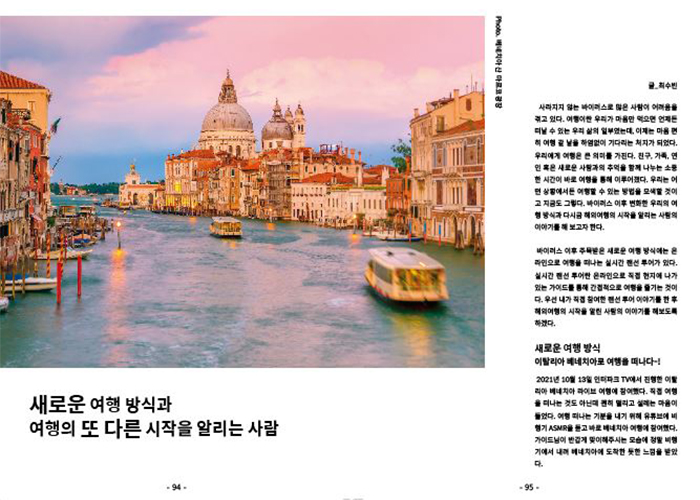 Photo. 베네치아 산 마르코 광장
새로운 여행 방식과
여행의 또 다른 시작을 알리는 사람
- 94 -
글_최수빈
사라지지 않는 바이러스로 많은 사람이 어려움을
겪고 있다. 여행이란 우리가 마음만 먹으면 언제든
떠날 수 있는 우리 삶의 일부였는데, 이제는 마음 편
히 여행 갈 날을 하염없이 기다리는 처지가 되었다.
우리에게 여행은 큰 의미를 가진다. 친구, 가족, 연
인 혹은 새로운 사람과의 추억을 함께 나누는 소중
한 시간이 바로 여행을 통해 이루어졌다. 우리는 어
떤 상황에서든 여행할 수 있는 방법을 모색할 것이
고 지금도 그렇다. 바이러스 이후 변화한 우리의 여
행 방식과 다시금 해외여행의 시작을 알리는 사람의
이야기를 해 보고자 한다.
바이러스 이후 주목받은 새로운 여행 방식에는 온
라인으로 여행을 떠나는 실시간 랜선 투어가 있다.
실시간 랜선 투어란 온라인으로 직접 현지에 나가
있는 가이드를 통해 간접적으로 여행을 즐기는 것이
다. 우선 내가 직접 참여한 랜선 투어 이야기를 한 후
해외여행의 시작을 알린 사람의 이야기를 해보도록
하겠다.
새로운 여행 방식
이탈리아 베네치아로 여행을 떠나다~!
2021년 10월 13일 인터파크 TV에서 진행한 이탈
리아 베네치아 라이브 여행에 참여했다. 직접 여행
을 떠나는 것도 아닌데 괜히 떨리고 설레는 마음이
들었다. 여행 떠나는 기분을 내기 위해 유튜브에 비
행기 ASMR을 듣고 바로 베네치아 여행에 참여했다.
가이드님이 반갑게 맞이해주시는 모습에 정말 비행
기에서 내려 베네치아에 도착한 듯한 느낌을 받았
다.
- 95 -